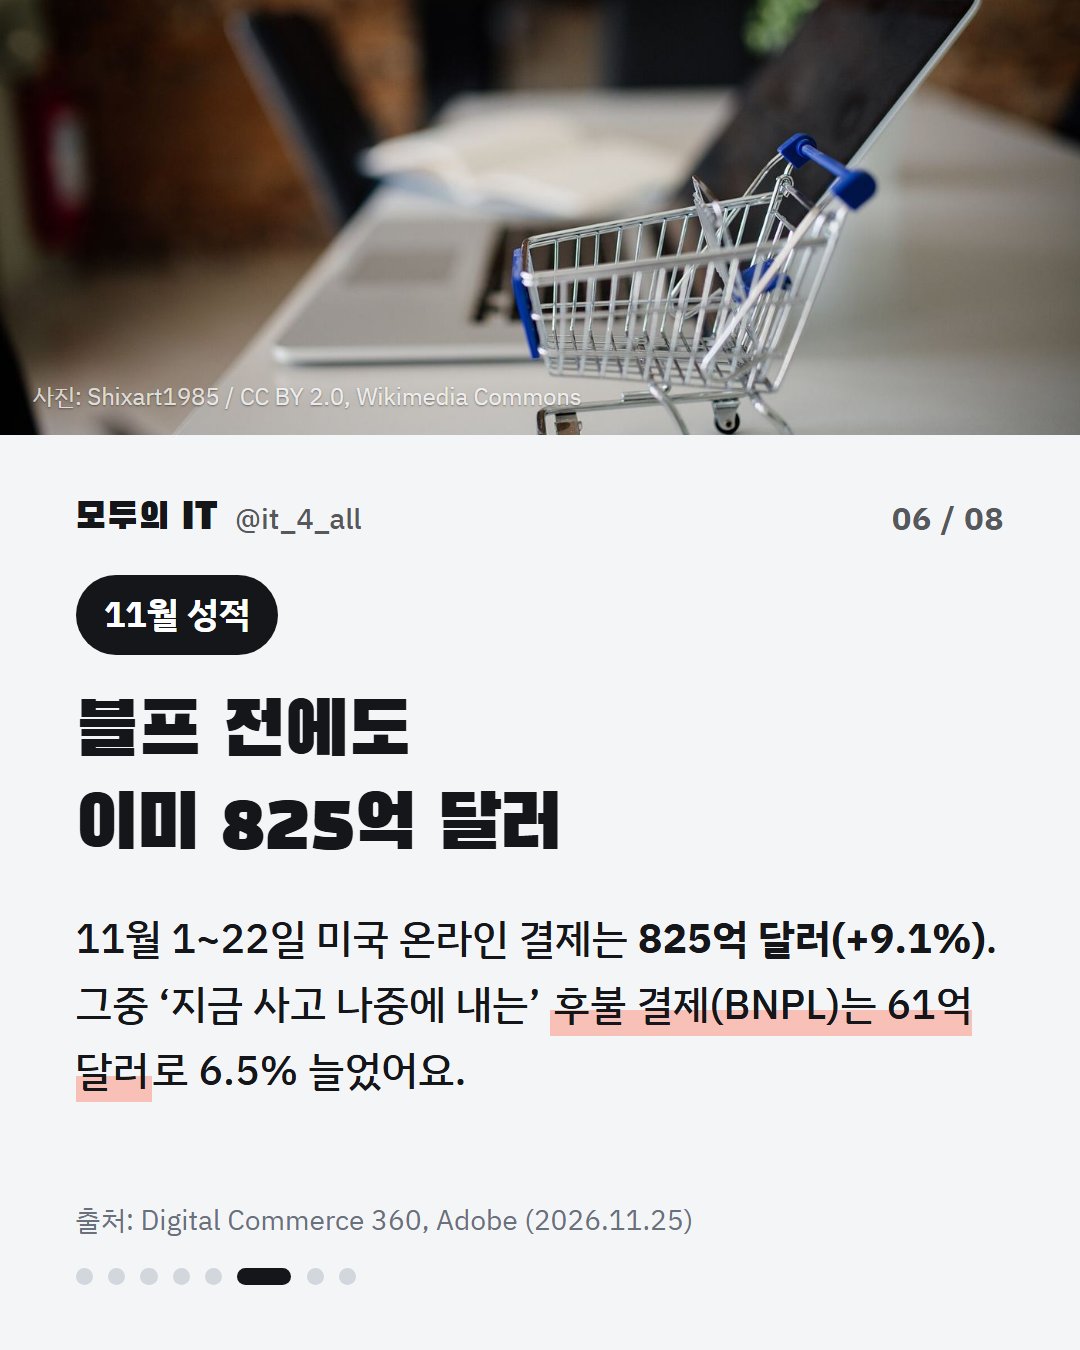 사진: Shixart1985 / CC BY 2.0, Wikimedia Commons
모두의 IT @it_4_all
06 / 08
11월 성적
블프 전에도
이미 825억 달러
11월 1~22일 미국 온라인 결제는 825억 달러(+9.1%).
그중 ‘지금 사고 나중에 내는’ 후불 결제(BNPL)는 61억
달러로 6.5% 늘었어요.
출처: Digital Commerce 360, Adobe (2026.11.25)